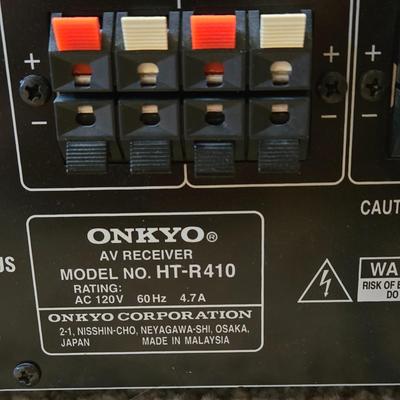 + +
- -
CAUT
ONKYO®
AV RECEIVER
MODEL NO. HT-R410
RATING:
AC 120V 60Hz 4.7A
ONKYO CORPORATION
2-1, NISSHIN-CHO, NEYAGAWA-SHI, OSAKA,
JAPAN MADE IN MALAYSIA
US
WA
RISK OF E
DO